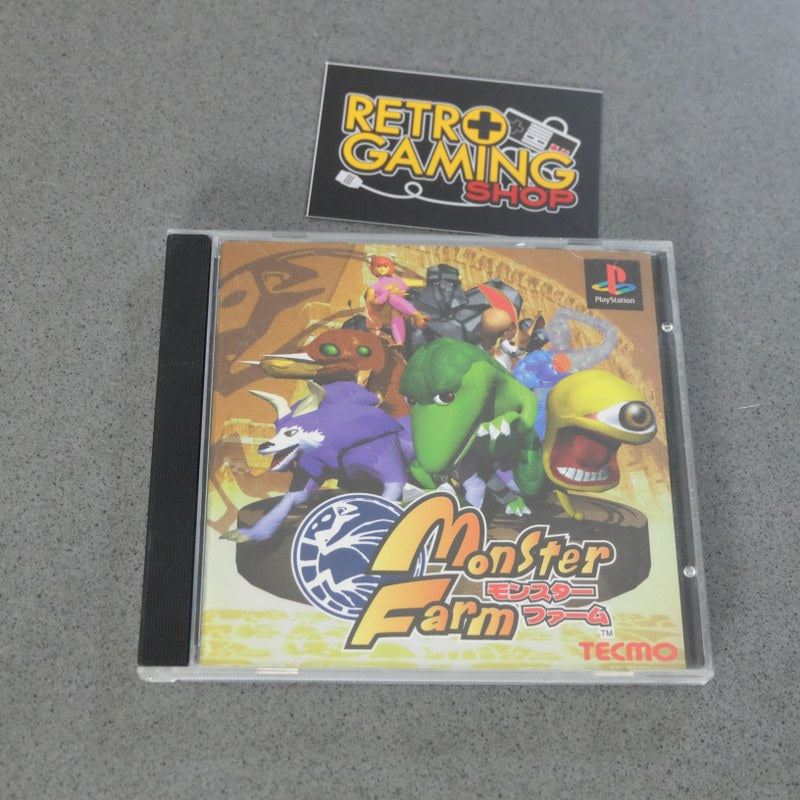 RETRO
GAMING
SHOP
PlayStation
Monster
モンスター
Farm
ファーム
TM
TECMO